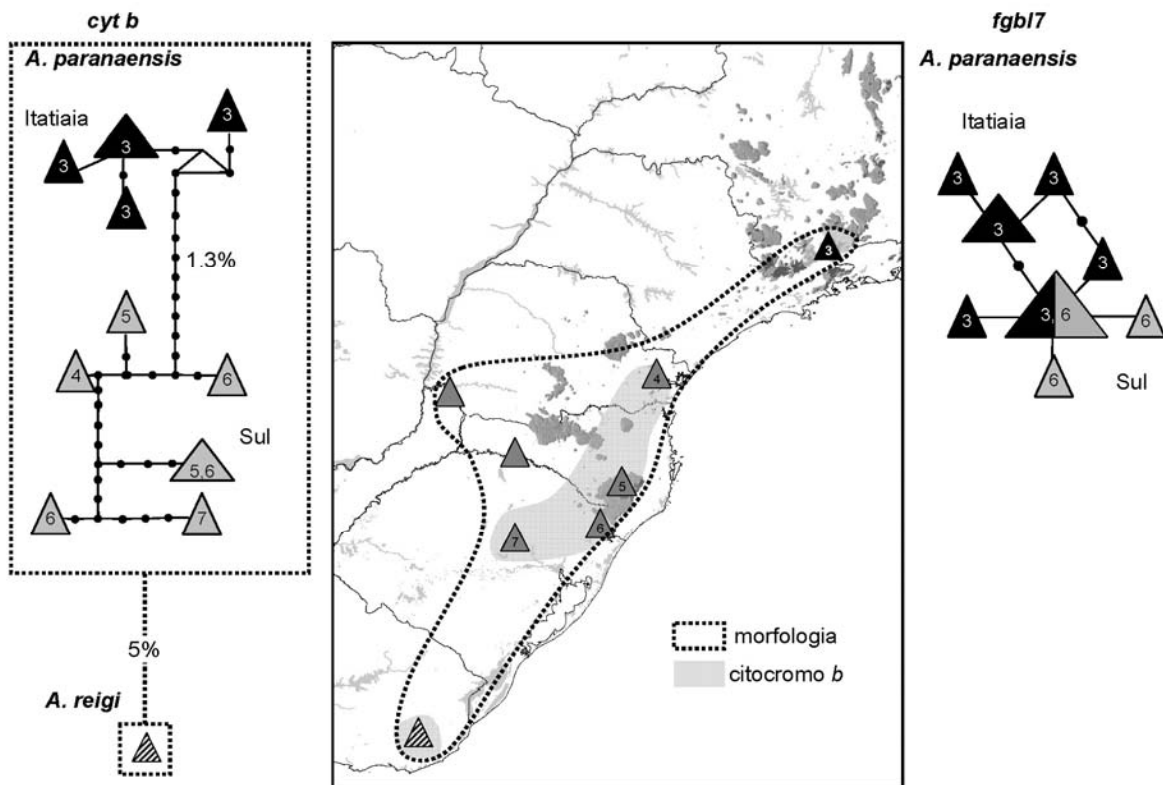 cyt b
A. paranaensis
Itatiaia
3
3
3
3
1.3%
5
4
6
Sul
5,6
6
7
5%
A. reigi
3
4
5
6
7
morfologia
citocromo b
fgbI7
A. paranaensis
Itatiaia
3
3
3
3
3
3,6
6
6
Sul